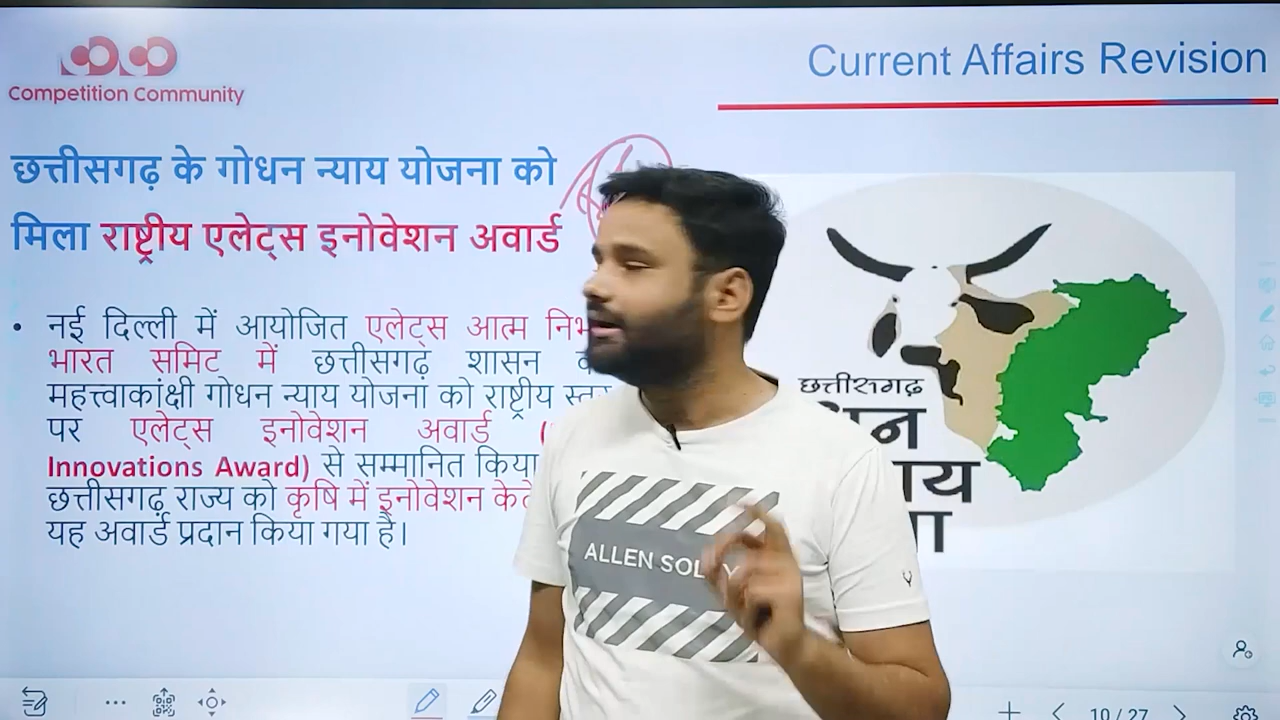 Competition Community
Current Affairs Revision
छत्तीसगढ़ के गोधन न्याय योजना को
मिला राष्ट्रीय एलेट्स इनोवेशन अवार्ड
• नई दिल्ली में आयोजित एलेट्स आत्म
भारत समिट में छत्तीसगढ़ शासन
महत्त्वाकांक्षी गोधन न्याय योजना को राष्ट्रीय
पर एलेट्स इनोवेशन अवार्ड (
Innovations Award) से सम्मानित किया
छत्तीसगढ़ राज्य को कृषि में इनोवेशन
यह अवार्ड प्रदान किया गया है।
छत्तीसगढ़
ALLEN
10 / 27